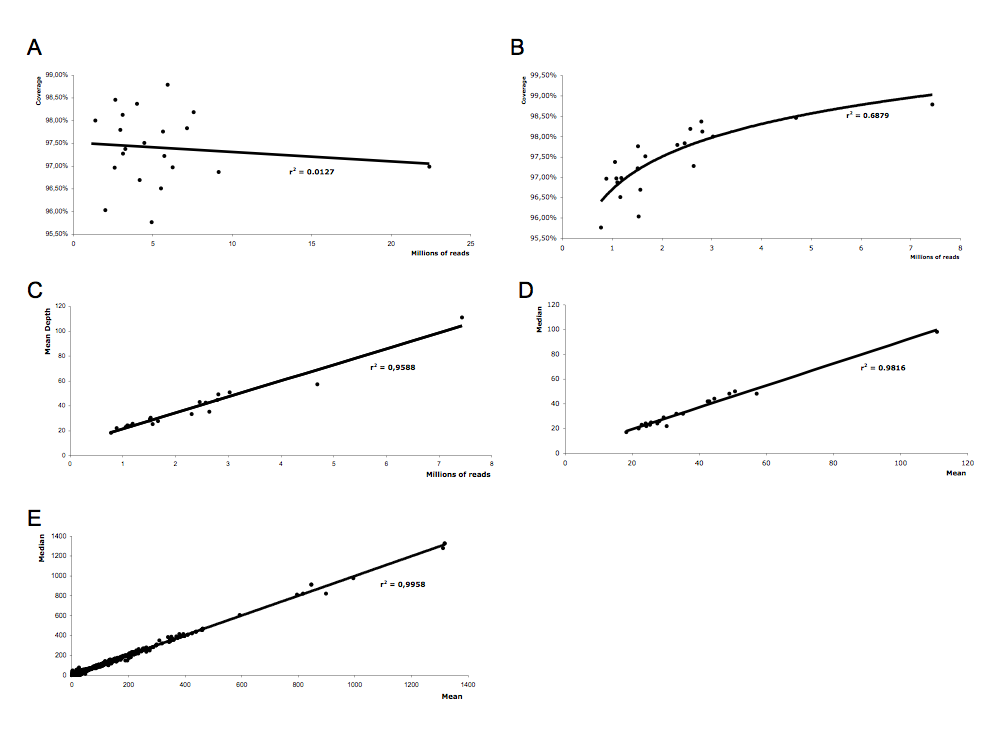 A
Coverage
99,00%
98,50%
98,00%
97,50%
97,00%
96,50%
96,00%
95,50%
r2 = 0.0127
0 5 10 15 20 25
Millions of reads
B
Coverage
99,50%
99,00%
98,50%
98,00%
97,50%
97,00%
96,50%
96,00%
95,50%
r2 = 0.6879
0 1 2 3 4 5 6 7 8
Millions of reads
C
Mean Depth
120
100
80
60
40
20
0
r2 = 0,9588
0 1 2 3 4 5 6 7 8
Millions of reads
D
Median
120
100
80
60
40
20
0
r2 = 0.9816
0 20 40 60 80 100 120
Mean
E
Median
1400
1200
1000
800
600
400
200
0
r2 = 0,9958
0 200 400 600 800 1000 1200 1400
Mean